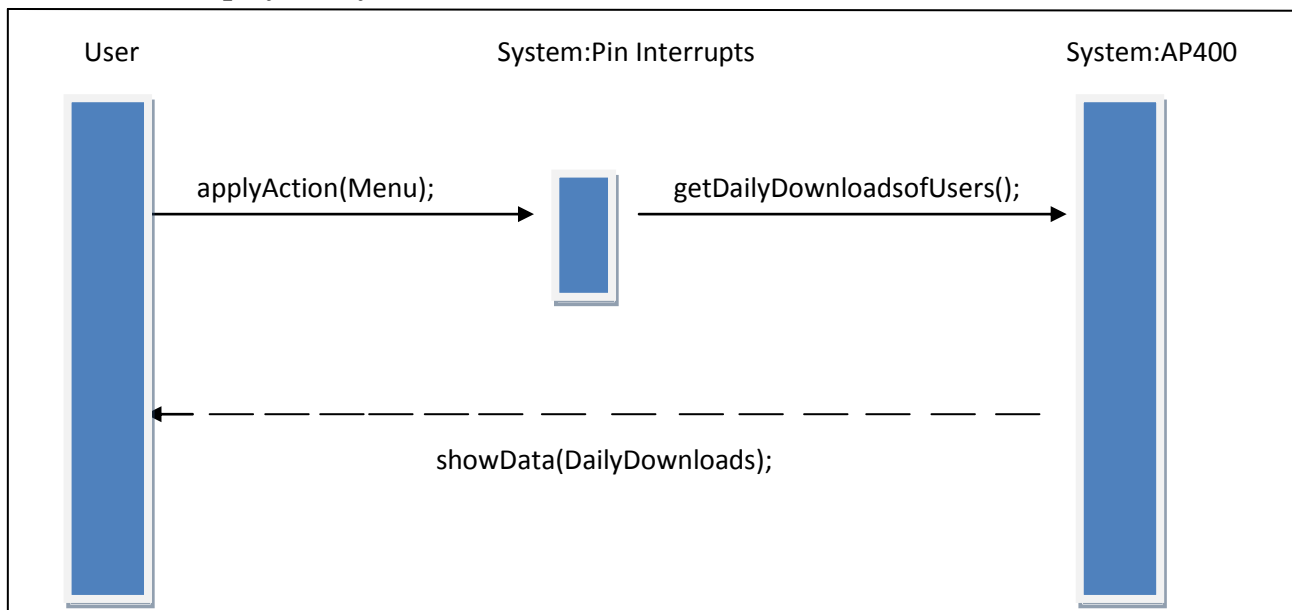 User
System:Pin Interrupts
System:AP400
applyAction(Menu);
getDailyDownloadsofUsers();
showData(DailyDownloads);